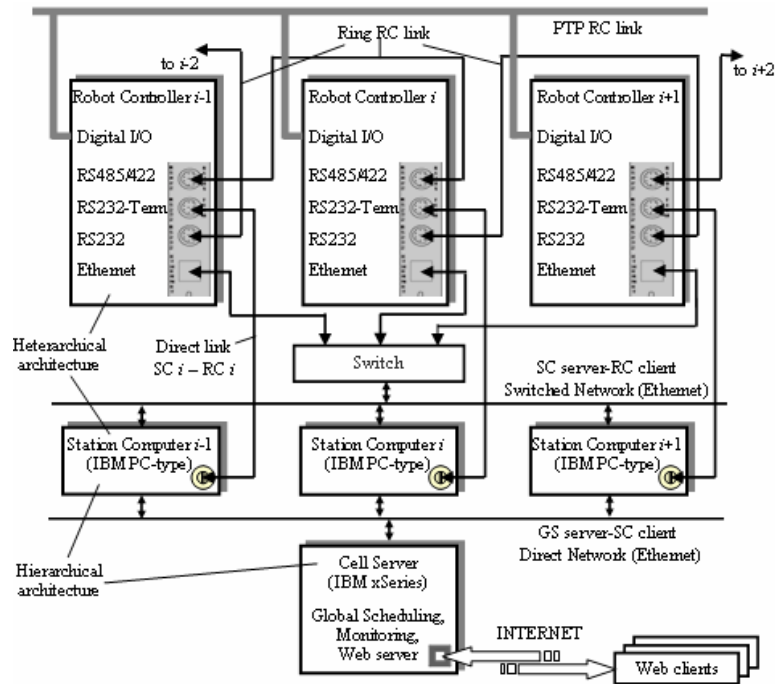 Ring RC link
PTP RC link
to i-2
to i+2
Robot Controller i-1
Digital I/O
RS485/422
RS232-Term
RS232
Ethernet
Robot Controller i
Digital I/O
RS485/422
RS232-Term
RS232
Ethernet
Robot Controller i+1
Digital I/O
RS485/422
RS232-Term
RS232
Ethernet
Heterarchical
architecture
Direct link
SC i – RC i
Switch
SC server-RC client
Switched Network (Ethernet)
Station Computer i-1
(IBM PC-type)
Station Computer i
(IBM PC-type)
Station Computer i+1
(IBM PC-type)
GS server-SC client
Direct Network (Ethernet)
Hierarchical
architecture
Cell Server
(IBM xSeries)
Global Scheduling,
Monitoring,
Web server
INTERNET
Web clients